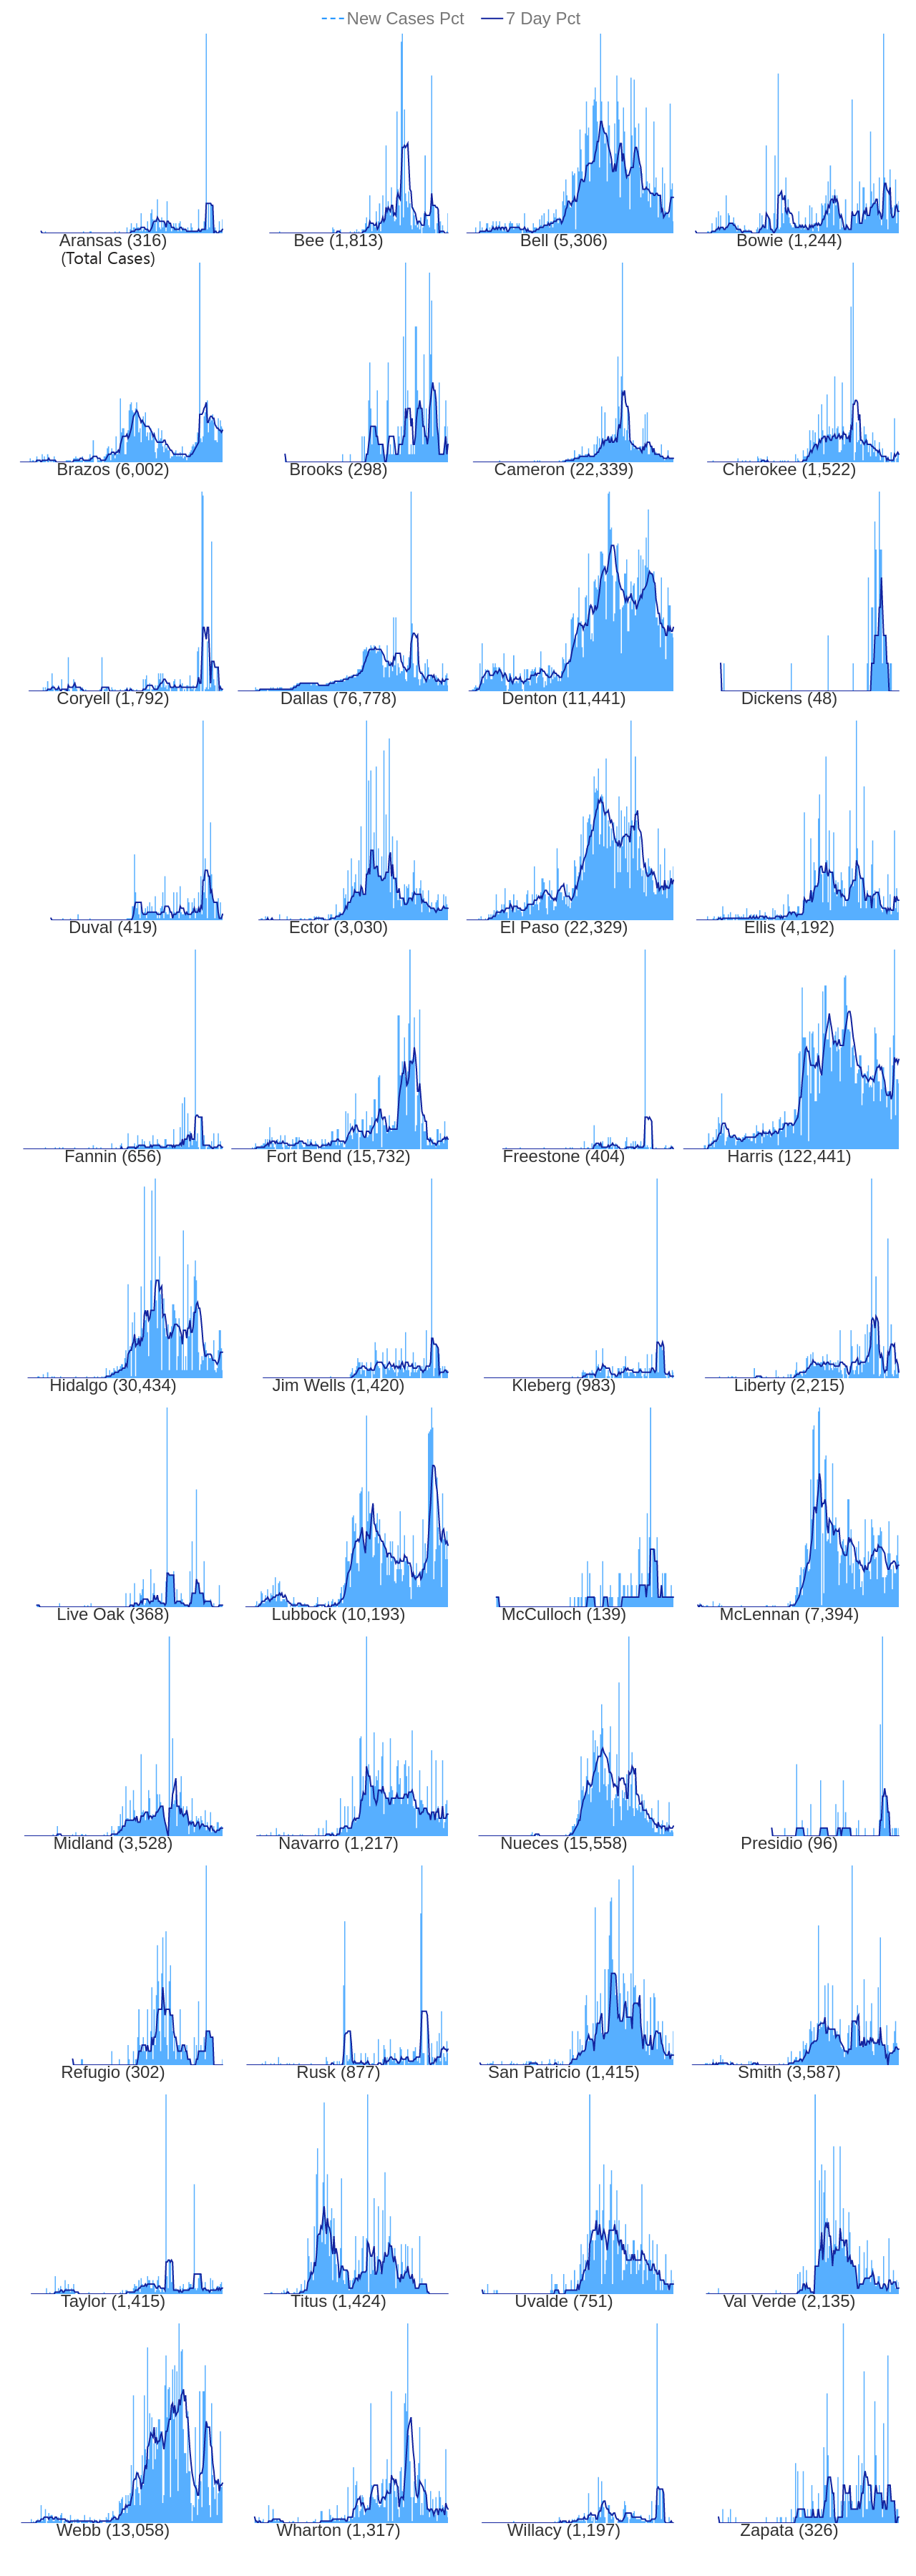 New Cases Pct 7 Day Pct
Aransas (316) Bee (1,813) Bell (5,306) Bowie (1,244)
(Total Cases)
Brazos (6,002) Brooks (298) Cameron (22,339) Cherokee (1,522)
Coryell (1,792) Dallas (76,778) Denton (11,441) Dickens (48)
Duval (419) Ector (3,030) El Paso (22,329) Ellis (4,192)
Fannin (656) Fort Bend (15,732) Freestone (404) Harris (122,441)
Hidalgo (30,434) Jim Wells (1,420) Kleberg (983) Liberty (2,215)
Live Oak (368) Lubbock (10,193) McCulloch (139) McLennan (7,394)
Midland (3,528) Navarro (1,217) Nueces (15,558) Presidio (96)
Refugio (302) Rusk (877) San Patricio (1,415) Smith (3,587)
Taylor (1,415) Titus (1,424) Uvalde (751) Val Verde (2,135)
Webb (13,058) Wharton (1,317) Willacy (1,197) Zapata (326)